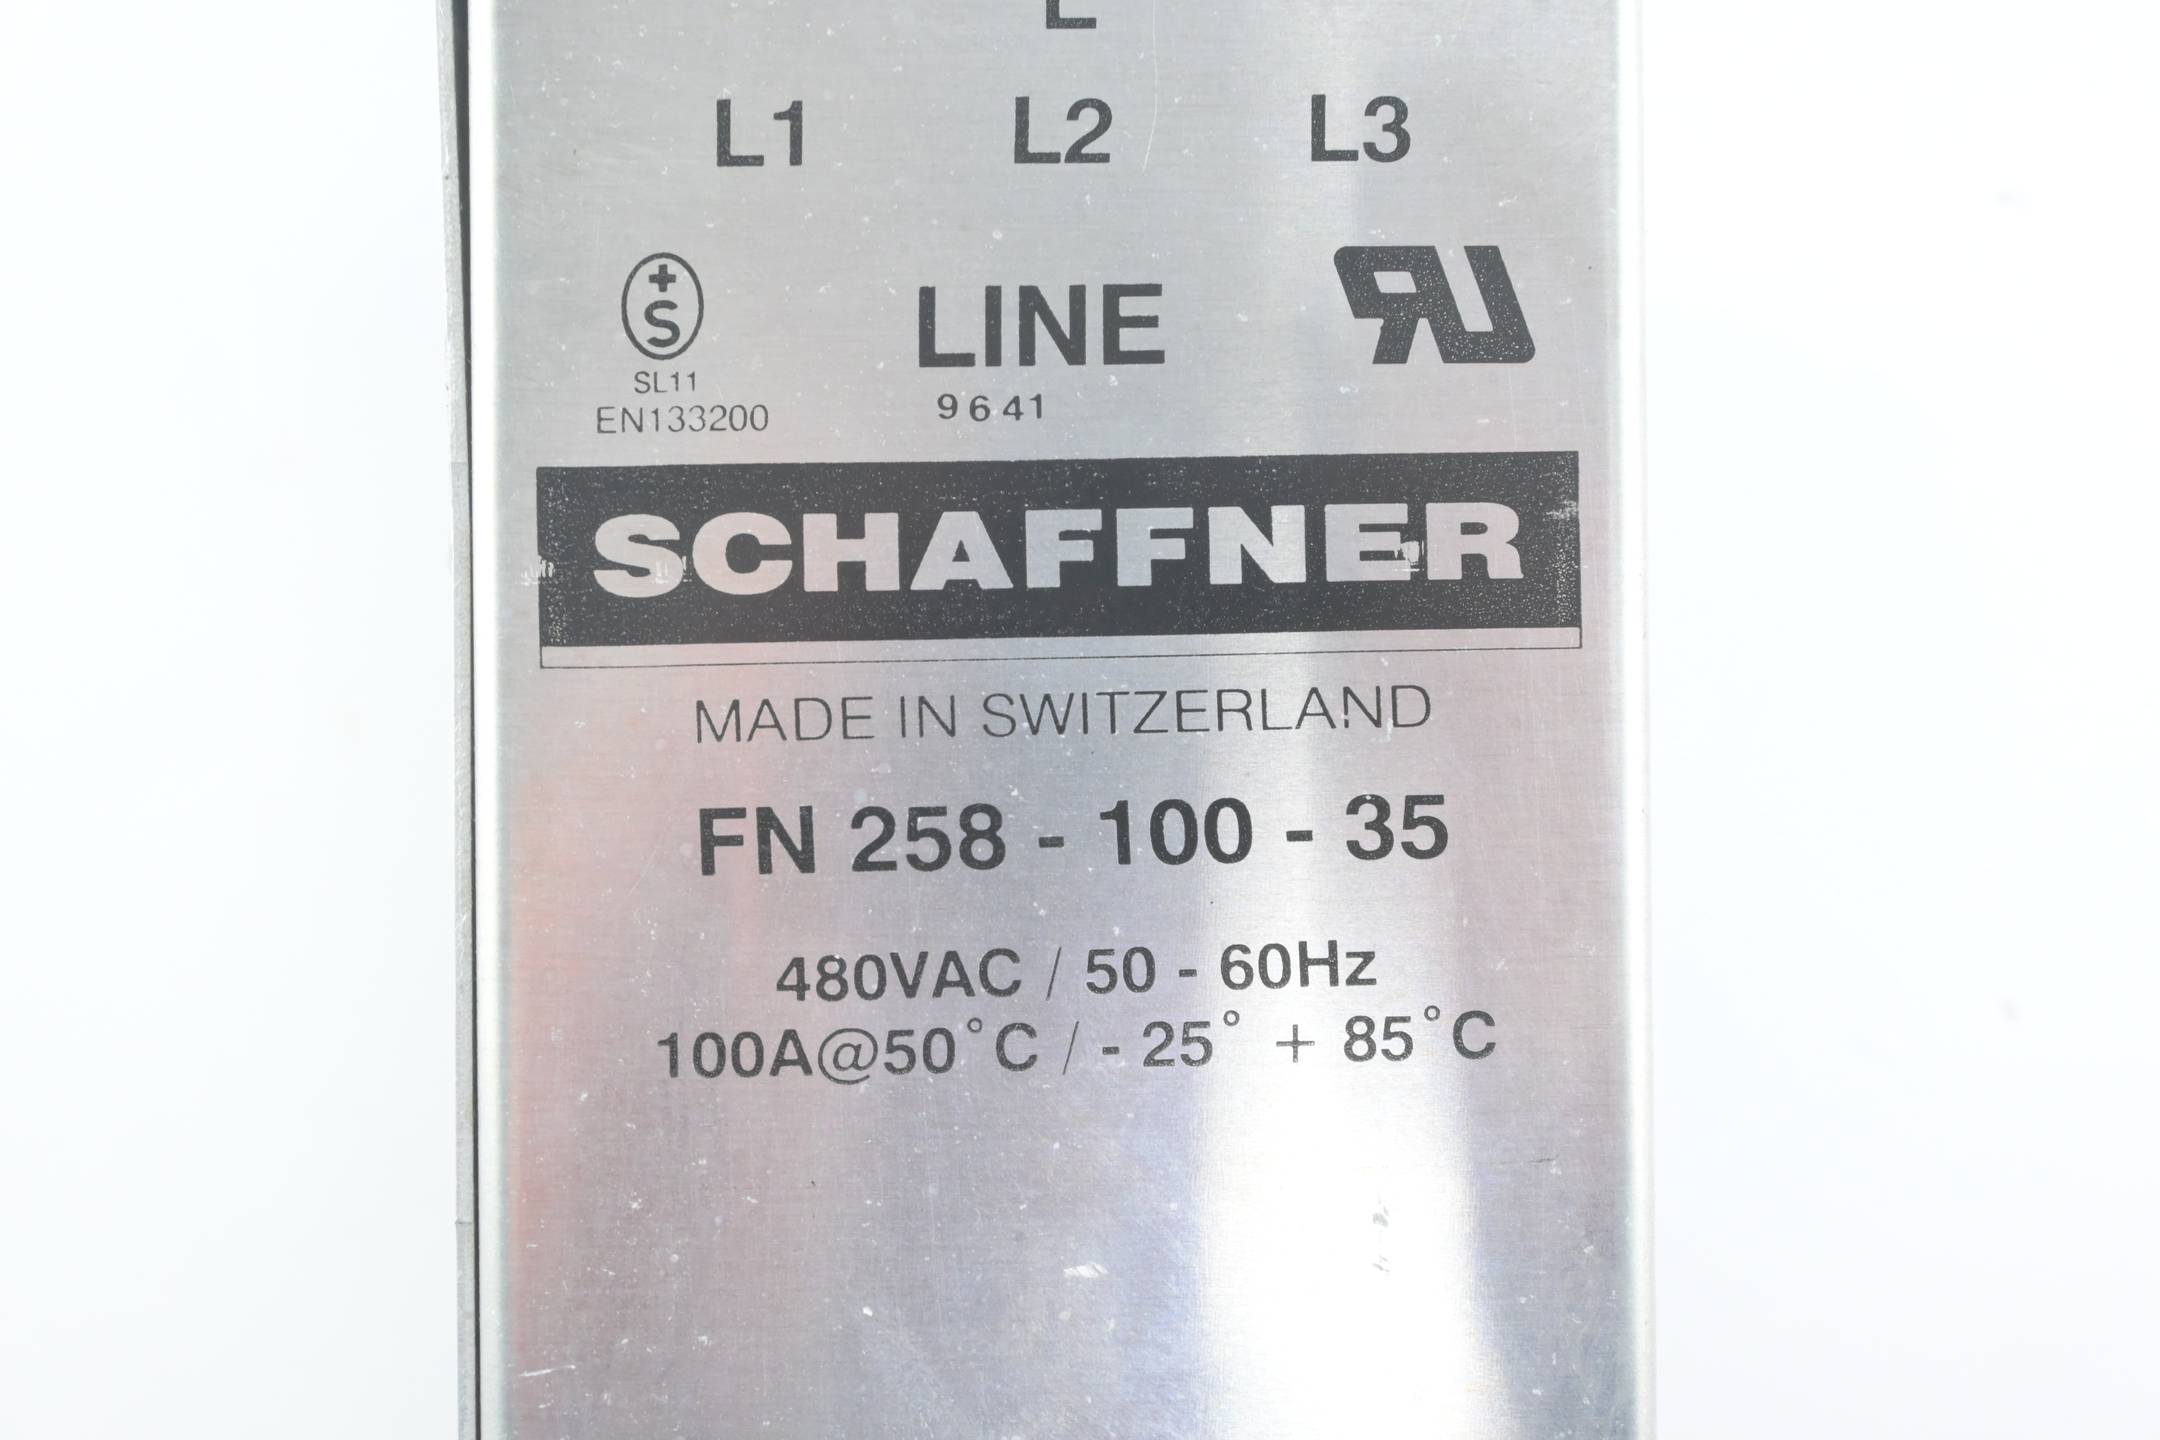 L1 L2 L3
+
S
LINE
RU
SL11
EN133200
9641
SCHAFFNER
MADE IN SWITZERLAND
FN 258 - 100 - 35
480VAC / 50 - 60Hz
100A@50°C / - 25° + 85°C